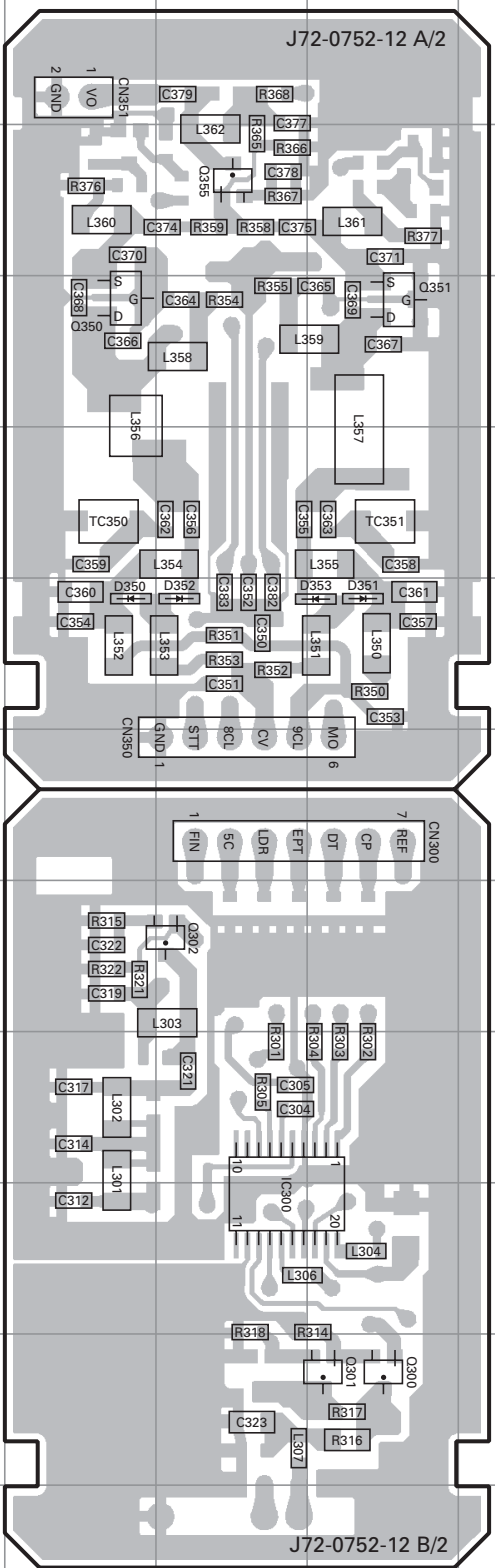 J72-0752-12 A/2
2 1
GND VO
CN351
C379 R368
L362 R365 C377
R366
Q355 C378
R376 R367
L360 C374 R359 R358 C375 L361
R377
C370 C371
C368 S G D Q350 C364 R354 R355 C365 C369 S G D Q351
C366 L358 L359 C367
L356 L357
TC350 C362 C356 C355 C363 TC351
C359 L354 L355 C358
C360 D350 D352 C383 C352 C382 D353 D351 C361
C354 L352 L353 R351 C350 L351 L350 C357
R353
C351 R352 R350
C353
CN350
GND STT 8CL CV 9CL MO
1 6
1 7
FIN 5C LDR EPT DT CP REF
CN300
R315
C322 Q302
R322 R321
C319
L303
R301 R304 R303 R302
C321
C317 L302 R305 C305
C304
C314
10 1
L301 IC300
C312
11 20
L304
L306
R318 R314
Q301 Q300
R317
C323 L307 R316
J72-0752-12 B/2